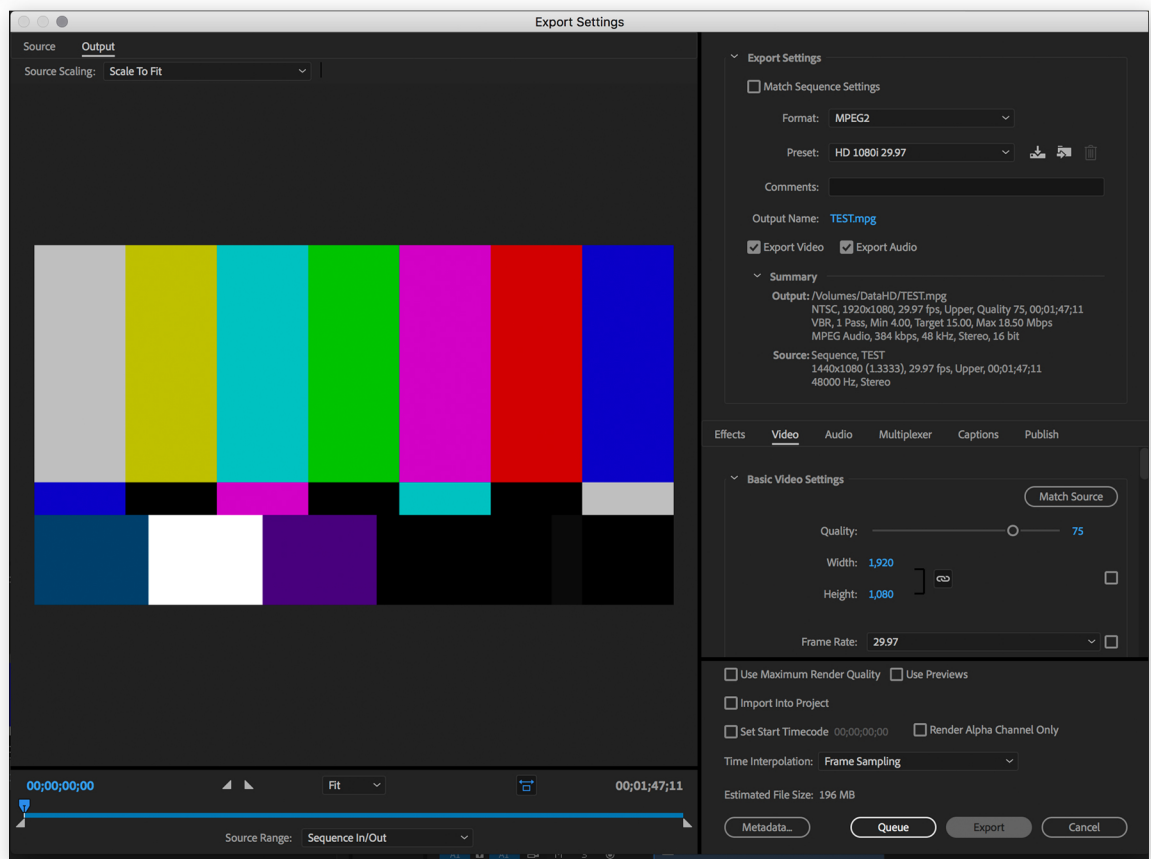 Export Settings
Source Output
Source Scaling: Scale To Fit
00;00;00;00
Fit
00;01;47;11
Source Range: Sequence In/Out
Export Settings
Match Sequence Settings
Format: MPEG2
Preset: HD 1080i 29.97
Comments:
Output Name: TEST.mpg
Export Video Export Audio
Summary
Output: /Volumes/DataHD/TEST.mpg
NTSC, 1920x1080, 29.97 fps, Upper, Quality 75, 00;01;47;11
VBR, 1 Pass, Min 4.00, Target 15.00, Max 18.50 Mbps
MPEG Audio, 384 kbps, 48 kHz, Stereo, 16 bit
Source: Sequence, TEST
1440x1080 (1.3333), 29.97 fps, Upper, 00;01;47;11
48000 Hz, Stereo
Effects Video Audio Multiplexer Captions Publish
Basic Video Settings
Match Source
Quality: 75
Width: 1,920
Height: 1,080
Frame Rate: 29.97
Use Maximum Render Quality Use Previews
Import Into Project
Set Start Timecode 00;00;00;00 Render Alpha Channel Only
Time Interpolation: Frame Sampling
Estimated File Size: 196 MB
Metadata... Queue Export Cancel